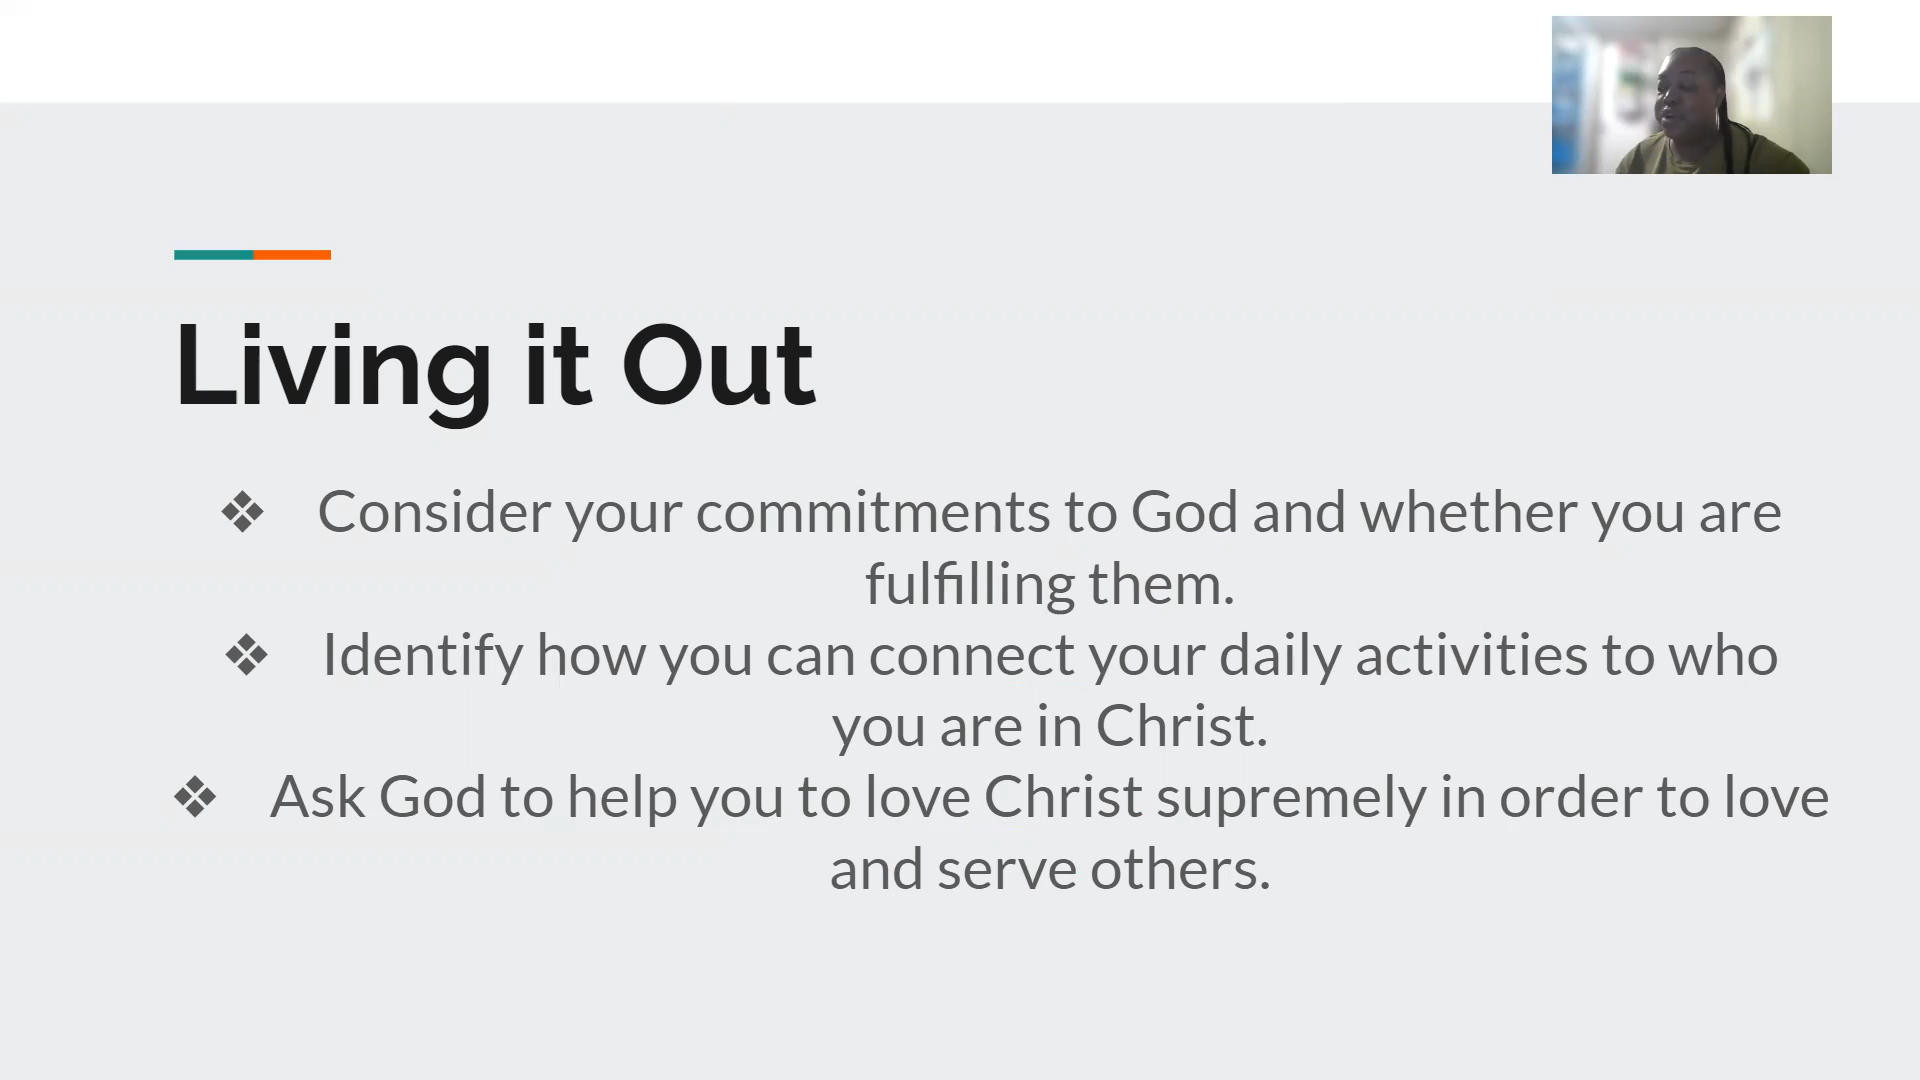 Living it Out
❖ Consider your commitments to God and whether you are
fulfilling them.
❖ Identify how you can connect your daily activities to who
you are in Christ.
❖ Ask God to help you to love Christ supremely in order to love
and serve others.